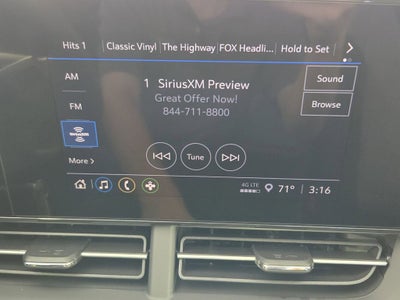 Hits 1 Classic Vinyl The Highway FOX Headli... Hold to Set
AM
1 SiriusXM Preview
Sound
Great Offer Now!
FM
844-711-8800
Browse
SiriusXM
More
Tune
4G LTE
71° 3:16